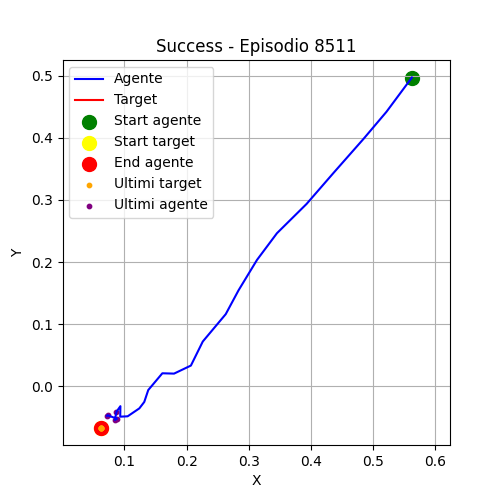 Success - Episodio 8511
Agente
Target
Start agente
Start target
End agente
Ultimi target
Ultimi agente
0.5
0.4
0.3
0.2
0.1
0.0
Y
0.1 0.2 0.3 0.4 0.5 0.6
X